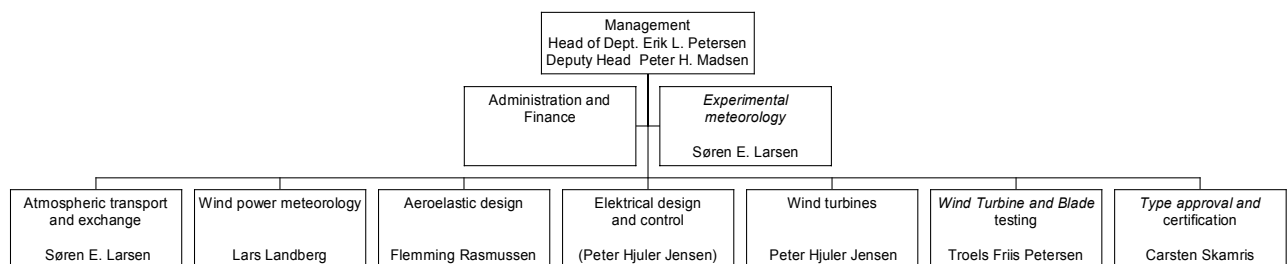 Management
Head of Dept. Erik L. Petersen
Deputy Head  Peter H. Madsen
Administration and
Finance
Experimental
meteorology
Søren E. Larsen
Atmospheric transport
and exchange
Søren E. Larsen
Wind power meteorology
Lars Landberg
Aeroelastic design
Flemming Rasmussen
Elektrical design
and control
(Peter Hjuler Jensen)
Wind turbines
Peter Hjuler Jensen
Wind Turbine and Blade
testing
Troels Friis Petersen
Type approval and
certification
Carsten Skamris